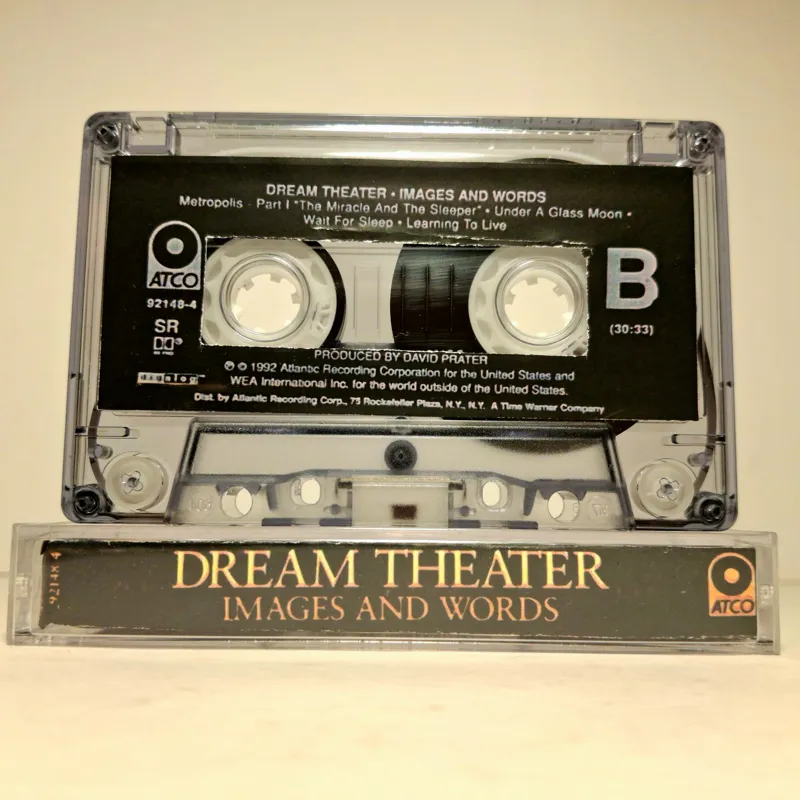 DREAM THEATER • IMAGES AND WORDS
Metropolis - Part I "The Miracle And The Sleeper" • Under A Glass Moon •
Wait For Sleep • Learning To Live
ATCO
92148-4
SR
B
(30:33)
PRODUCED BY DAVID PRATER
℗ © 1992 Atlantic Recording Corporation for the United States and
WEA International Inc. for the world outside of the United States.
digalog
Dist. by Atlantic Recording Corp., 75 Rockefeller Plaza, N.Y., N.Y. A Time Warner Company
92148-4
DREAM THEATER
IMAGES AND WORDS
ATCO